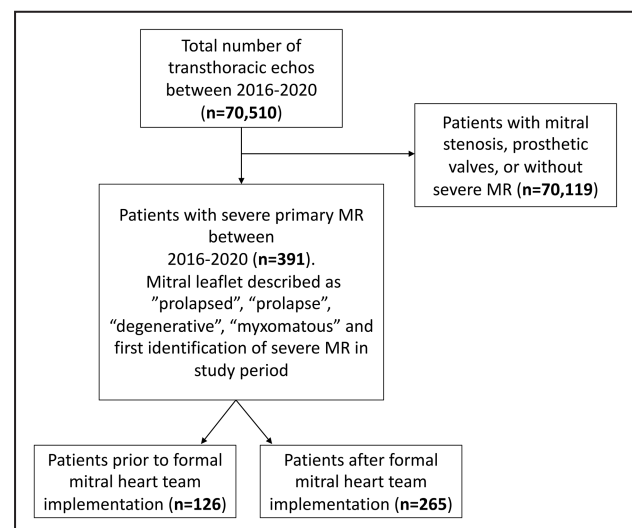 Total number of
transthoracic echos
between 2016-2020
(n=70,510)
Patients with mitral
stenosis, prosthetic
valves, or without
severe MR (n=70,119)
Patients with severe primary MR
between
2016-2020 (n=391).
Mitral leaflet described as
”prolapsed”, “prolapse”,
“degenerative”, “myxomatous” and
first identification of severe MR in
study period
Patients prior to formal
mitral heart team
implementation (n=126)
Patients after formal
mitral heart team
implementation (n=265)